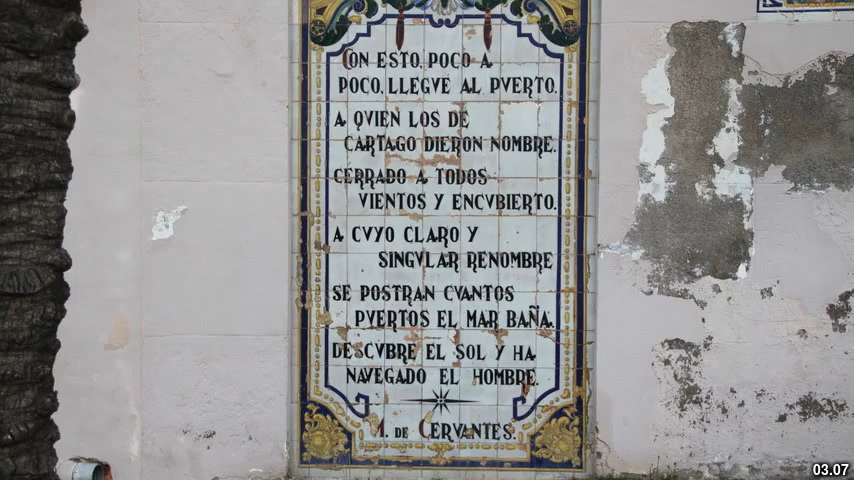 CON ESTO, POCO A
POCO, LLEGVE AL PVERTO.
A QVIEN LOS DE
CARTAGO DIERON NOMBRE.
CERRADO A TODOS
VIENTOS Y ENCVBIERTO.
A CVYO CLARO Y
SINGVLAR RENOMBRE
SE POSTRAN CVANTOS
PVERTOS EL MAR BAÑA.
DESCVBRE EL SOL Y HA
NAVEGADO EL HOMBRE.
M. DE CERVANTES.
03.07